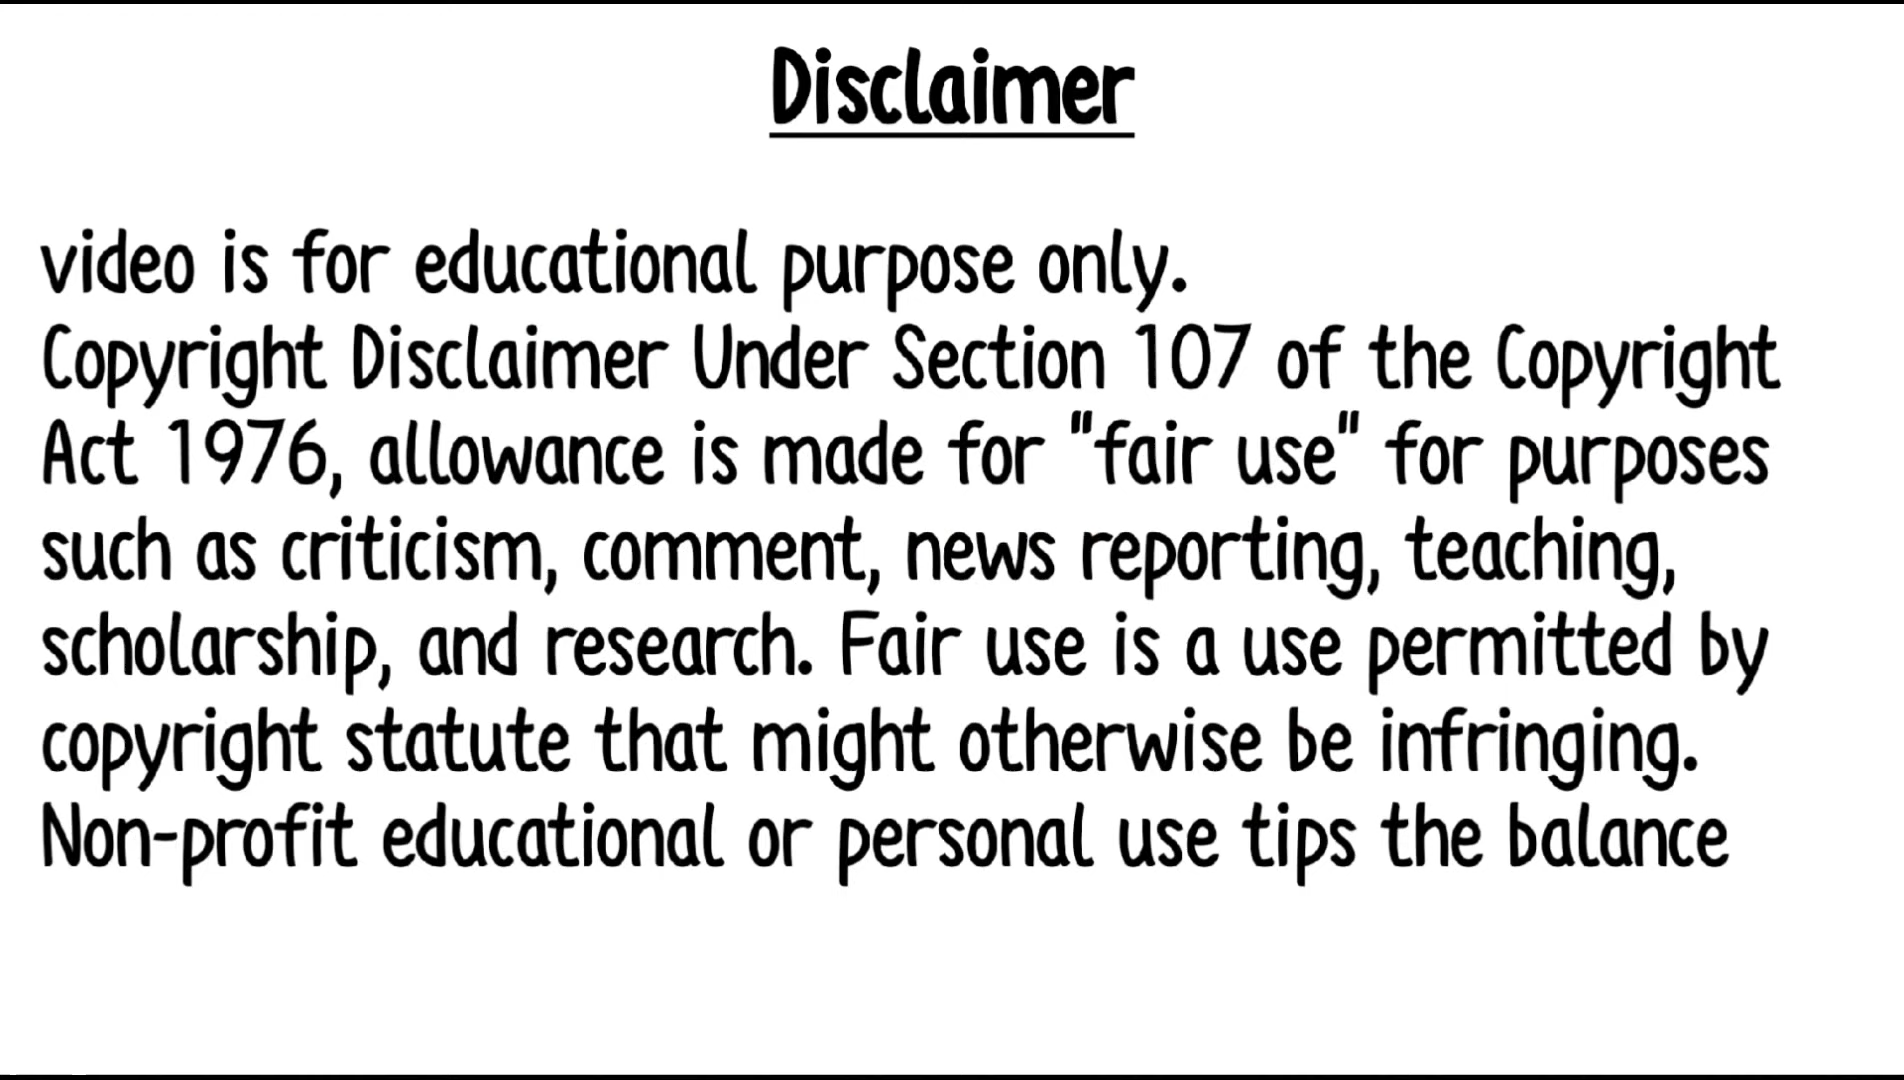 Disclaimer
video is for educational purpose only.
Copyright Disclaimer Under Section 107 of the Copyright
Act 1976, allowance is made for "fair use" for purposes
such as criticism, comment, news reporting, teaching,
scholarship, and research. Fair use is a use permitted by
copyright statute that might otherwise be infringing.
Non-profit educational or personal use tips the balance